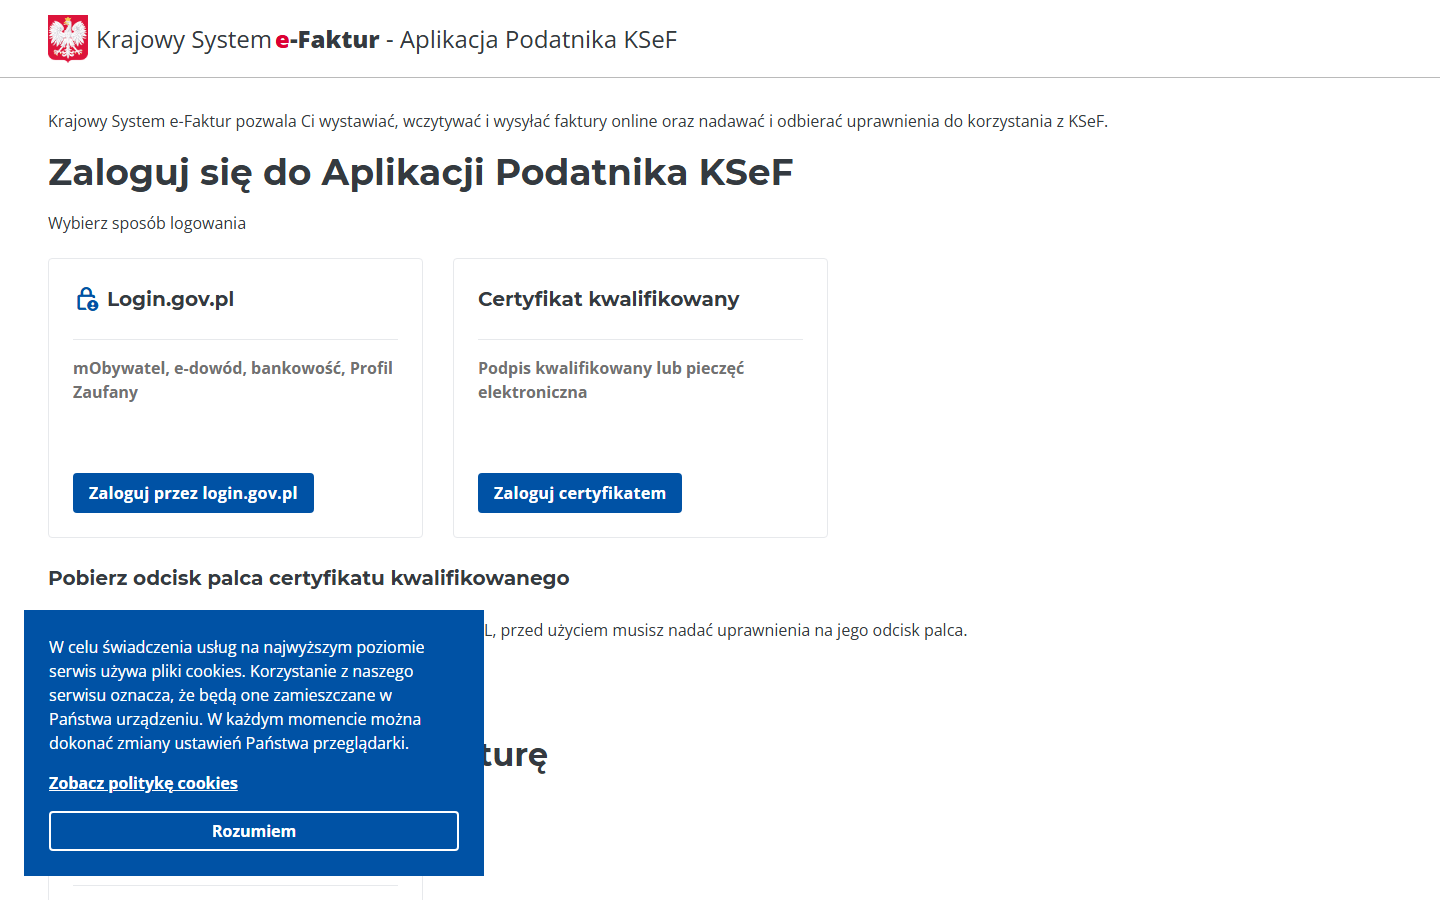 Krajowy System e-Faktur - Aplikacja Podatnika KSeF
Krajowy System e-Faktur pozwala Ci wystawiać, wczytywać i wysyłać faktury online oraz nadawać i odbierać uprawnienia do korzystania z KSeF.
Zaloguj się do Aplikacji Podatnika KSeF
Wybierz sposób logowania
Login.gov.pl
mObywatel, e-dowód, bankowość, Profil
Zaufany
Zaloguj przez login.gov.pl
Certyfikat kwalifikowany
Podpis kwalifikowany lub pieczęć
elektroniczna
Zaloguj certyfikatem
Pobierz odcisk palca certyfikatu kwalifikowanego
L, przed użyciem musisz nadać uprawnienia na jego odcisk palca.
turę
W celu świadczenia usług na najwyższym poziomie
serwis używa pliki cookies. Korzystanie z naszego
serwisu oznacza, że będą one zamieszczane w
Państwa urządzeniu. W każdym momencie można
dokonać zmiany ustawień Państwa przeglądarki.
Zobacz politykę cookies
Rozumiem